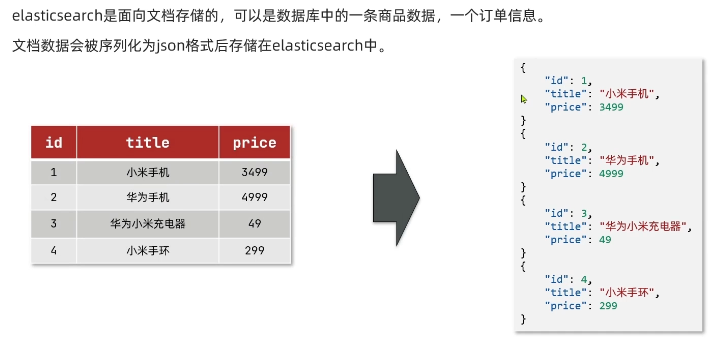 elasticsearch是面向文档存储的，可以是数据库中的一条商品数据，一个订单信息。
文档数据会被序列化为json格式后存储在elasticsearch中。
id title price
1 小米手机 3499
2 华为手机 4999
3 华为小米充电器 49
4 小米手环 299
{
"id": 1,
"title": "小米手机",
"price": 3499
}
{
"id": 2,
"title": "华为手机",
"price": 4999
}
{
"id": 3,
"title": "华为小米充电器",
"price": 49
}
{
"id": 4,
"title": "小米手环",
"price": 299
}